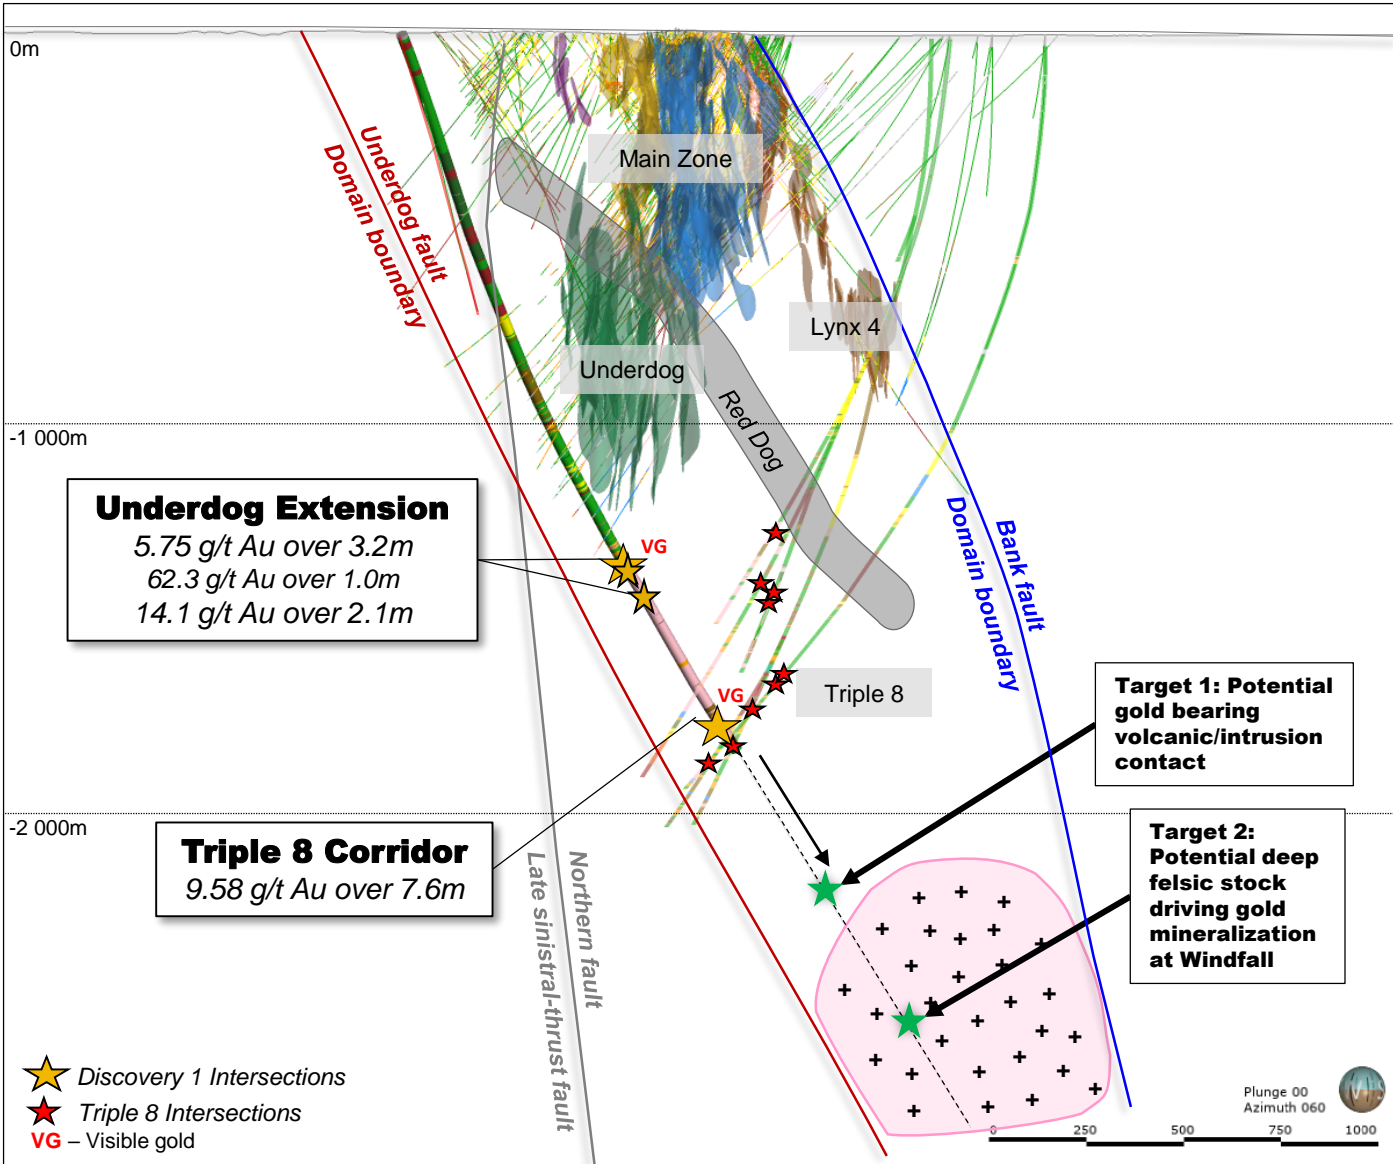 0m
Main Zone
Underdog fault
Domain boundary
Lynx 4
Underdog
Red Dog
-1 000m
Underdog Extension
5.75 g/t Au over 3.2m
62.3 g/t Au over 1.0m
14.1 g/t Au over 2.1m
VG
Bank fault
Domain boundary
Triple 8
VG
Target 1: Potential
gold bearing
volcanic/intrusion
contact
-2 000m
Target 2:
Potential deep
felsic stock
driving gold
mineralization
at Windfall
Triple 8 Corridor
9.58 g/t Au over 7.6m
Northern fault
Late sinistral-thrust fault
Discovery 1 Intersections
Triple 8 Intersections
VG – Visible gold
Plunge 00
Azimuth 060
0 250 500 750 1000